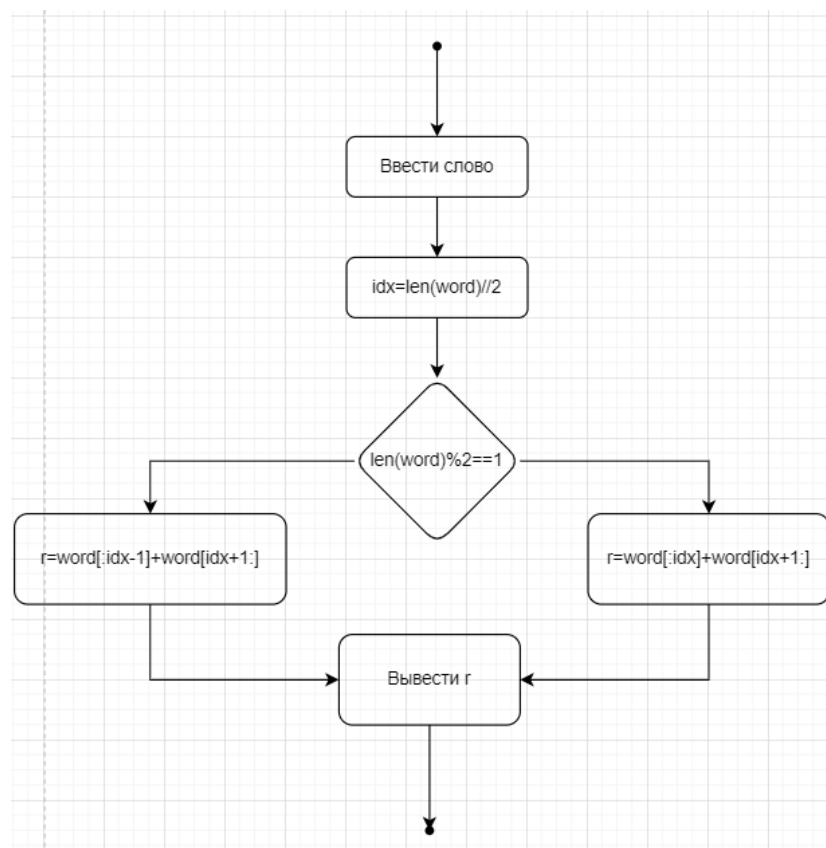 Ввести слово
idx=len(word)//2
len(word)%2==1
r=word[:idx-1]+word[idx+1:]
r=word[:idx]+word[idx+1:]
Вывести r